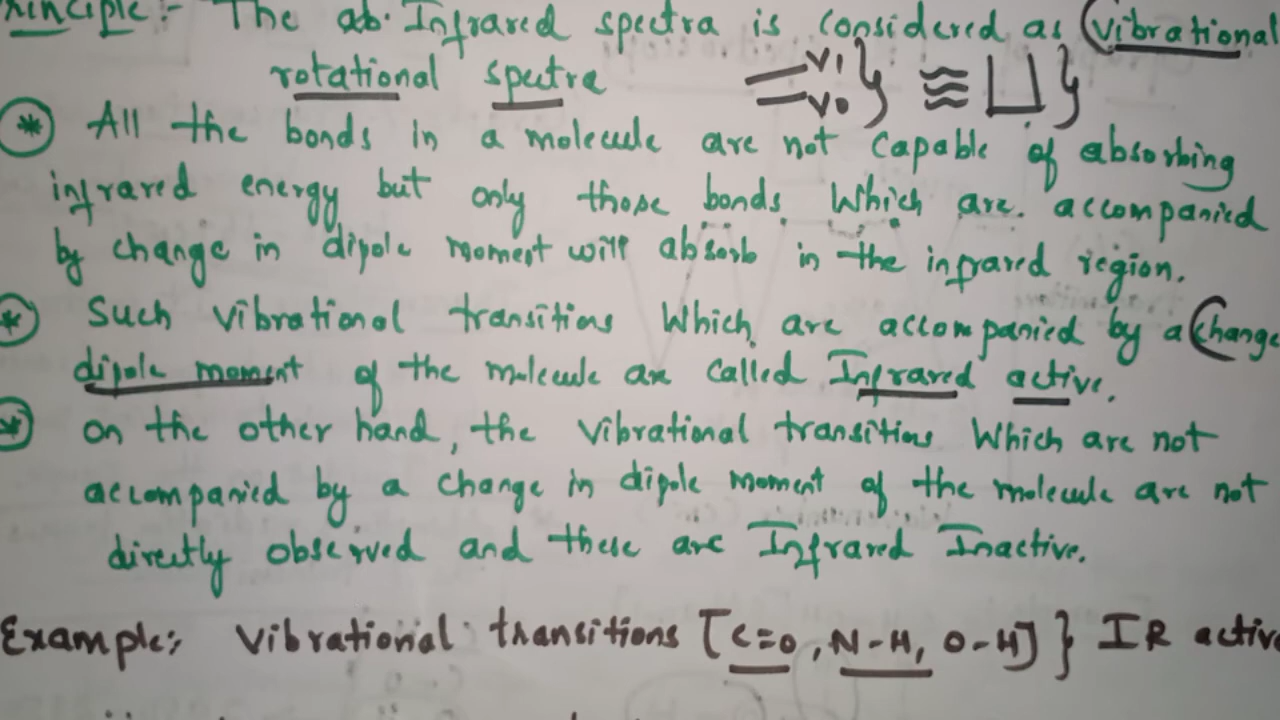 Principle:- The ab. Infrared spectra is considered as (vibrational
rotational spectra = V1 V0
* All the bonds in a molecule are not capable of absorbing
infrared energy but only those bonds which are accompanied
by change in dipole moment will absorb in the infrared region.
* Such vibrational transitions which are accompanied by a change
dipole moment of the molecule are called Infrared active.
* On the other hand, the vibrational transitions which are not
accompanied by a change in dipole moment of the molecule are not
directly observed and these are Infrared Inactive.
Example:- vibrational transitions [C=O, N-H, O-H]} IR active